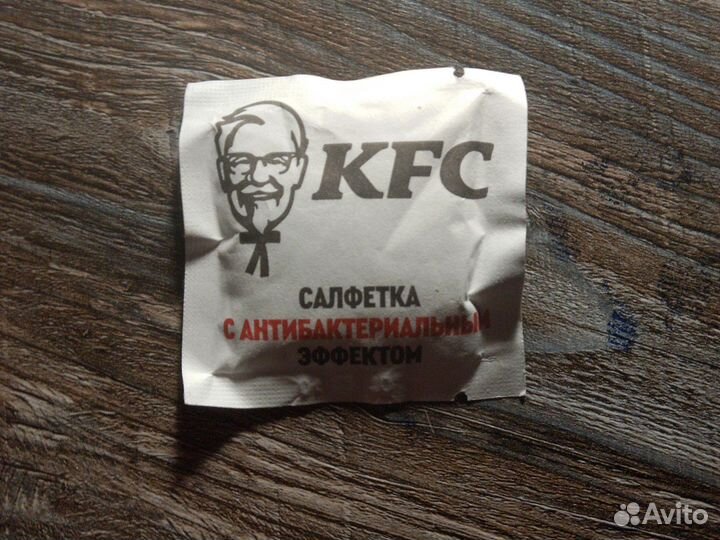 KFC
САЛФЕТКА
С АНТИБАКТЕРИАЛЬНЫМ
ЭФФЕКТОМ
Avito